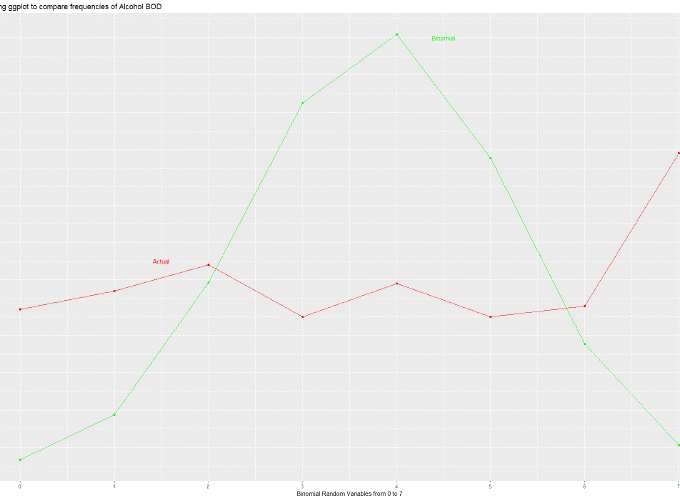 ng ggplot to compare frequencies of Alcohol BOD
Binomial
Actual
0 1 2 3 4 5 6 7
Binomial Random Variables from 0 to 7